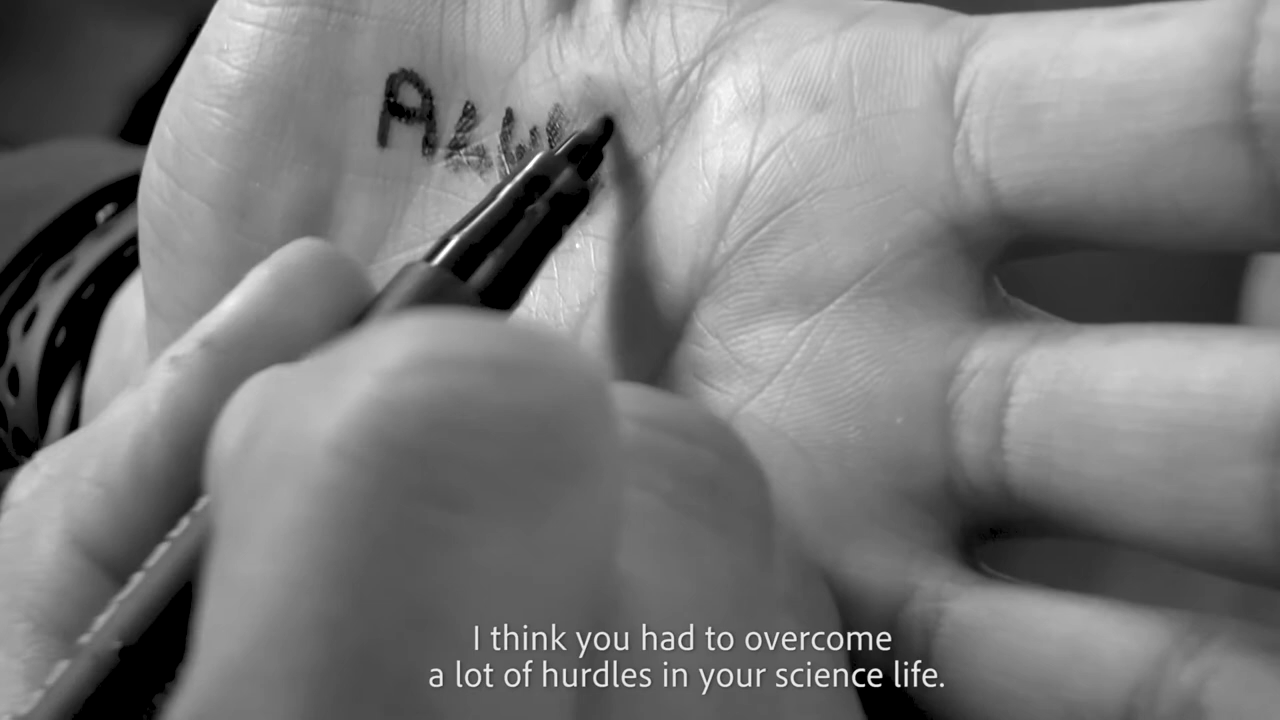 I think you had to overcome
a lot of hurdles in your science life.